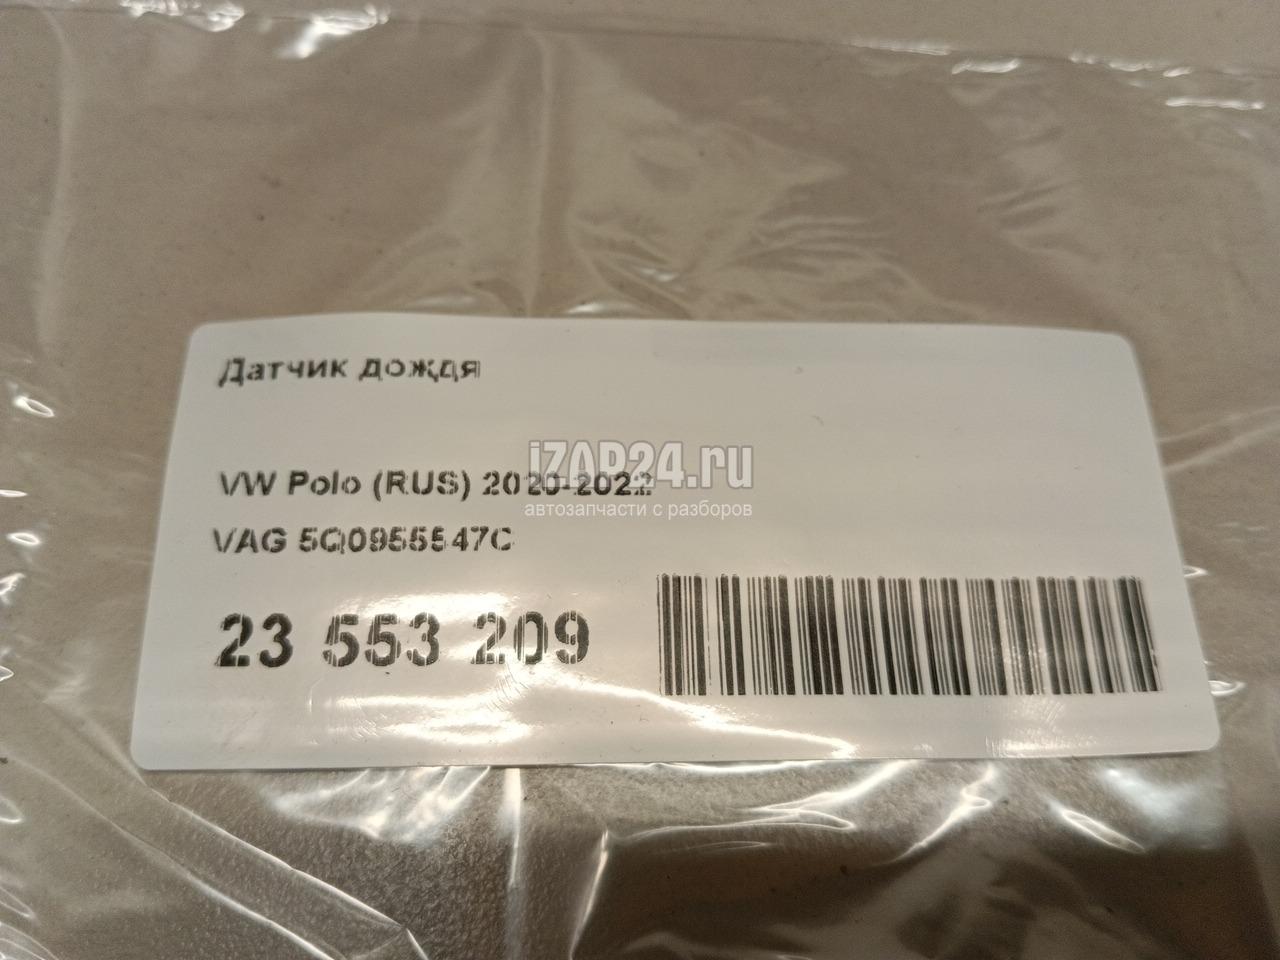 Датчик дождя
iZAP24.ru
VW Polo (RUS) 2020-2022
автозапчасти с разборов
VAG 5Q0955547C
23 553 209